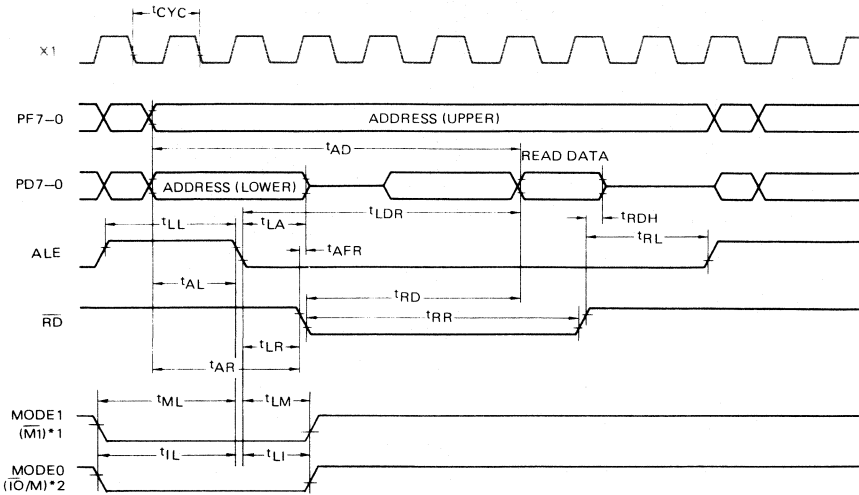 tCYC
X1
PF7–0
ADDRESS (UPPER)
tAD
READ DATA
PD7–0
ADDRESS (LOWER)
tLDR
tLL
tLA
tRDH
tRL
ALE
tAFR
tAL
tRD
RD
tRR
tLR
tAR
tML
tLM
MODE1
(M1)*1
tIL
tLI
MODE0
(IO/M)*2